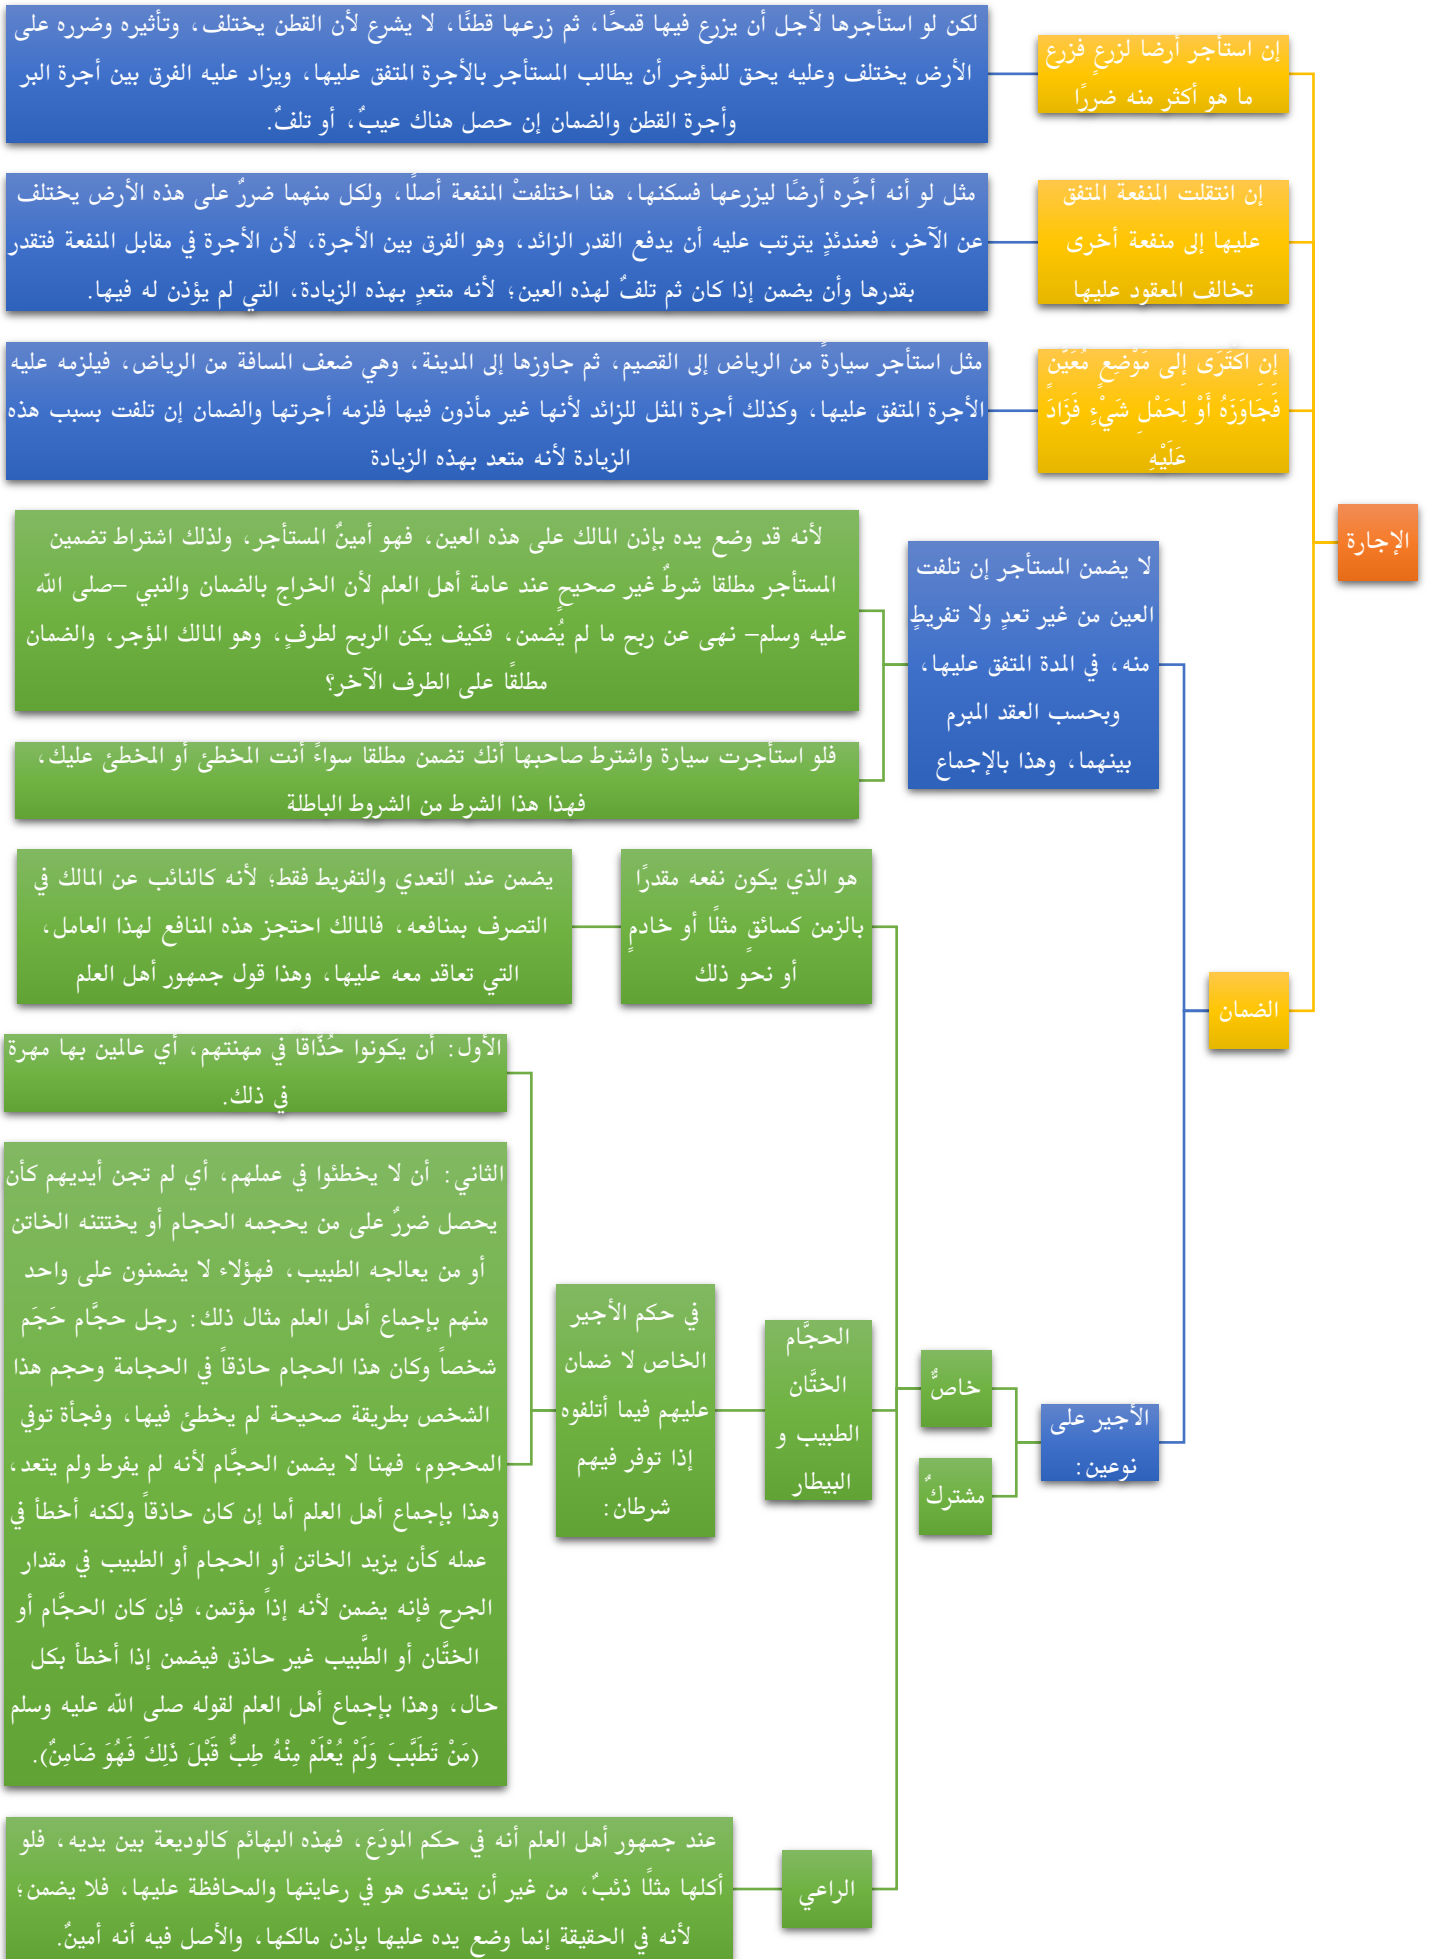 الإجارة
إن استأجر أرضا لزرعٍ فزرع
ما هو أكثر منه ضررًا
لكن لو استأجرها لأجل أن يزرع فيها قمحًا، ثم زرعها قطنًا، لا يشرع لأن القطن يختلف، وتأثيره وضرره على
الأرض يختلف وعليه يحق للمؤجر أن يطالب المستأجر بالأجرة المتفق عليها، ويزاد عليه الفرق بين أجرة البر
وأجرة القطن والضمان إن حصل هناك عيبٌ، أو تلفٌ.
إن انتقلت المنفعة المتفق
عليها إلى منفعة أخرى
تخالف المعقود عليها
مثل لو أنه أجَّره أرضًا ليزرعها فسكنها، هنا اختلفتْ المنفعة أصلًا، ولكل منهما ضررٌ على هذه الأرض يختلف
عن الآخر، فعندئذٍ يترتب عليه أن يدفع القدر الزائد، وهو الفرق بين الأجرة، لأن الأجرة في مقابل المنفعة فتقدر
بقدرها وأن يضمن إذا كان ثم تلفٌ لهذه العين؛ لأنه متعدٍ بهذه الزيادة، التي لم يؤذن له فيها.
إِنِ اكْتَرَى إِلَى مَوْضِعٍ مُعَيَّنٍ
فَجَاوَزَهُ أَوْ لِحَمْلِ شَيْءٍ فَزَادَ
عَلَيْهِ
مثل استأجر سيارةً من الرياض إلى القصيم، ثم جاوزها إلى المدينة، وهي ضعف المسافة من الرياض، فيلزمه عليه
الأجرة المتفق عليها، وكذلك أجرة المثل للزائد لأنها غير مأذون فيها فلزمه أجرتها والضمان إن تلفت بسبب هذه
الزيادة لأنه متعد بهذه الزيادة
الضمان
لا يضمن المستأجر إن تلفت
العين من غير تعدٍ ولا تفريطٍ
منه، في المدة المتفق عليها،
وبحسب العقد المبرم
بينهما، وهذا بالإجماع
لأنه قد وضع يده بإذن المالك على هذه العين، فهو أمينٌ المستأجر، ولذلك اشتراط تضمين
المستأجر مطلقا شرطٌ غير صحيحٍ عند عامة أهل العلم لأن الخراج بالضمان والنبي –صلى الله
عليه وسلم– نهى عن ربح ما لم يُضمن، فكيف يكن الربح لطرفٍ، وهو المالك المؤجر، والضمان
مطلقًا على الطرف الآخر؟
فلو استأجرت سيارة واشترط صاحبها أنك تضمن مطلقا سواءً أنت المخطئ أو المخطئ عليك،
فهذا هذا الشرط من الشروط الباطلة
الأجير على
نوعين:
خاصٌّ
هو الذي يكون نفعه مقدرًا
بالزمن كسائقٍ مثلًا أو خادمٍ
أو نحو ذلك
يضمن عند التعدي والتفريط فقط؛ لأنه كالنائب عن المالك في
التصرف بمنافعه، فالمالك احتجز هذه المنافع لهذا العامل،
التي تعاقد معه عليها، وهذا قول جمهور أهل العلم
الحجَّام
الختَّان
الطبيب و
البيطار
في حكم الأجير
الخاص لا ضمان
عليهم فيما أتلفوه
إذا توفر فيهم
شرطان:
الأول: أن يكونوا حُذَّاقًا في مهنتهم، أي عالمين بها مهرة
في ذلك.
الثاني: أن لا يخطئوا في عملهم، أي لم تجن أيديهم كأن
يحصل ضررٌ على من يحجمه الحجام أو يختتنه الخاتن
أو من يعالجه الطبيب، فهؤلاء لا يضمنون على واحد
منهم بإجماع أهل العلم مثال ذلك: رجل حجَّام حَجَم
شخصاً وكان هذا الحجام حاذقاً في الحجامة وحجم هذا
الشخص بطريقة صحيحة لم يخطئ فيها، وفجأة توفي
المحجوم، فهنا لا يضمن الحجَّام لأنه لم يفرط ولم يتعد،
وهذا بإجماع أهل العلم أما إن كان حاذقاً ولكنه أخطأ في
عمله كأن يزيد الخاتن أو الحجام أو الطبيب في مقدار
الجرح فإنه يضمن لأنه إذاً مؤتمن، فإن كان الحجَّام أو
الختَّان أو الطَّبيب غير حاذق فيضمن إذا أخطأ بكل
حال، وهذا بإجماع أهل العلم لقوله صلى الله عليه وسلم
(مَنْ تَطَبَّبَ وَلَمْ يُعْلَمْ مِنْهُ طِبٌّ قَبْلَ ذَلِكَ فَهُوَ ضَامِنٌ).
الراعي
عند جمهور أهل العلم أنه في حكم المودَع، فهذه البهائم كالوديعة بين يديه، فلو
أكلها مثلًا ذئبٌ، من غير أن يتعدى هو في رعايتها والمحافظة عليها، فلا يضمن؛
لأنه في الحقيقة إنما وضع يده عليها بإذن مالكها، والأصل فيه أنه أمينٌ.
مشتركٌ